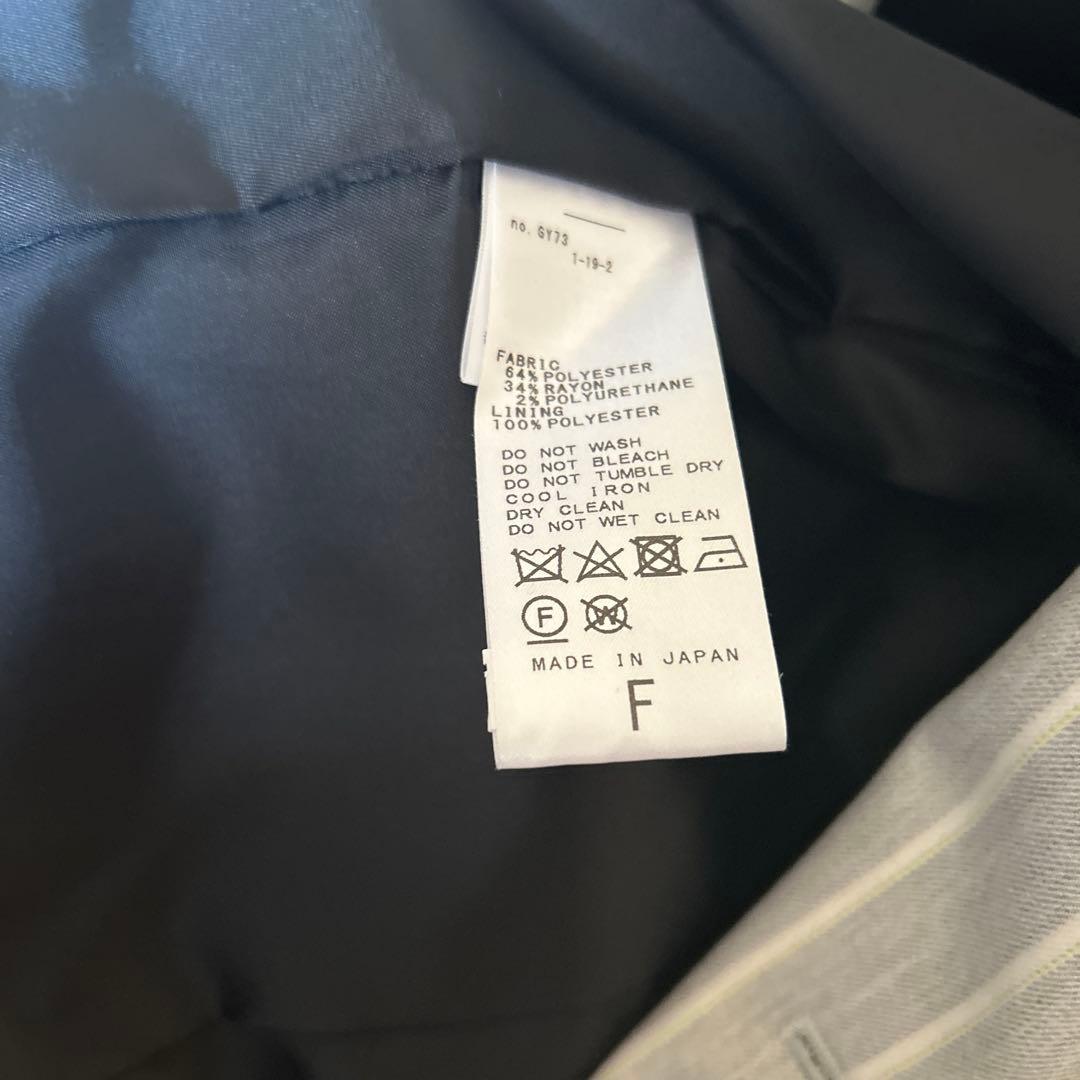 no. GY73
1-19-2
FABRIC
64% POLYESTER
34% RAYON
2% POLYURETHANE
LINING
100% POLYESTER
DO NOT WASH
DO NOT BLEACH
DO NOT TUMBLE DRY
COOL IRON
DRY CLEAN
DO NOT WET CLEAN
F W
MADE IN JAPAN
F